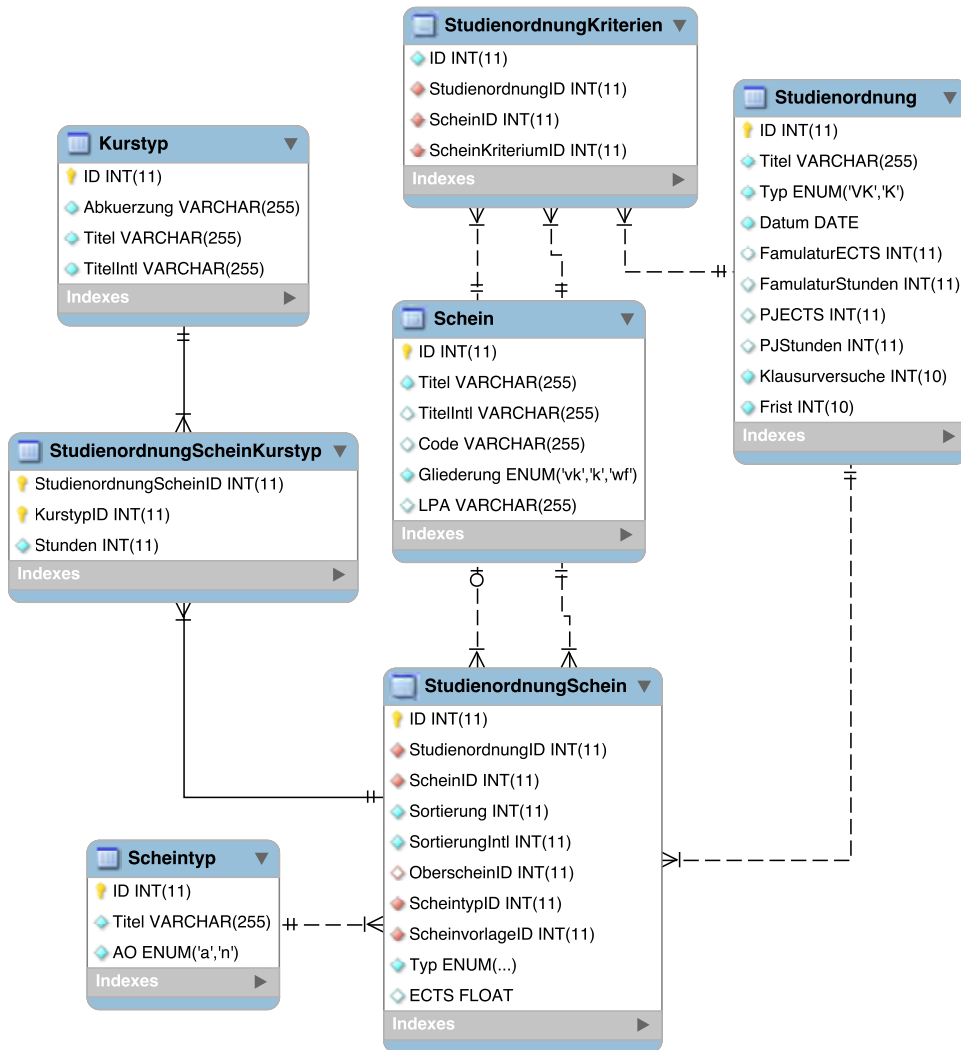 StudienordnungKriterien
ID INT(11)
StudienordnungID INT(11)
ScheinID INT(11)
ScheinKriteriumID INT(11)
Indexes
Studienordnung
ID INT(11)
Titel VARCHAR(255)
Typ ENUM('VK','K')
Datum DATE
FamulaturECTS INT(11)
FamulaturStunden INT(11)
PJECTS INT(11)
PJStunden INT(11)
Klausurversuche INT(10)
Frist INT(10)
Indexes
Kurstyp
ID INT(11)
Abkuerzung VARCHAR(255)
Titel VARCHAR(255)
TitelIntl VARCHAR(255)
Indexes
Schein
ID INT(11)
Titel VARCHAR(255)
TitelIntl VARCHAR(255)
Code VARCHAR(255)
Gliederung ENUM('vk','k','wf')
LPA VARCHAR(255)
Indexes
StudienordnungScheinKurstyp
StudienordnungScheinID INT(11)
KurstypID INT(11)
Stunden INT(11)
Indexes
StudienordnungSchein
ID INT(11)
StudienordnungID INT(11)
ScheinID INT(11)
Sortierung INT(11)
SortierungIntl INT(11)
OberscheinID INT(11)
ScheintypID INT(11)
ScheinvorlageID INT(11)
Typ ENUM(...)
ECTS FLOAT
Indexes
Scheintyp
ID INT(11)
Titel VARCHAR(255)
AO ENUM('a','n')
Indexes